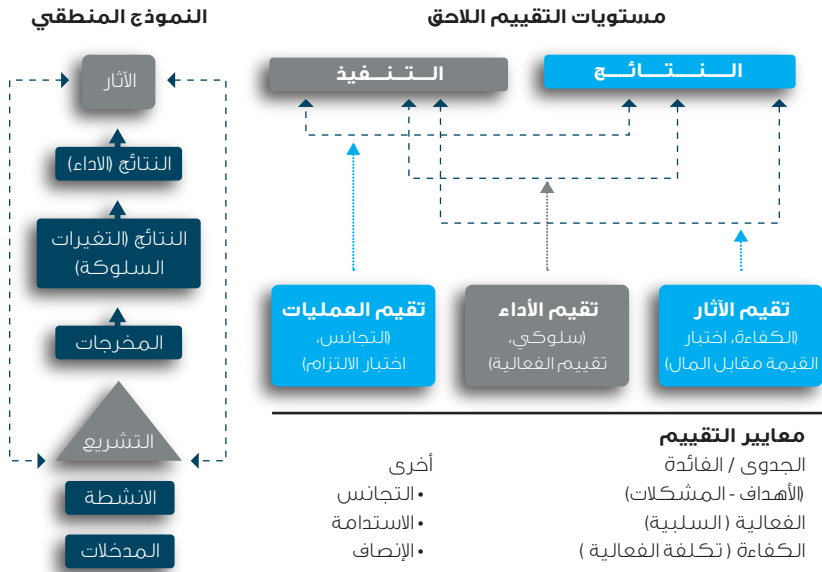 مستويات التقييم اللاحق
النتائج
التنفيذ
تقيم الآثار
(الكفاءة، اختبار
القيمة مقابل المال)
تقيم الأداء
(سلوكي،
تقييم الفعالية)
تقيم العمليات
(التجانس،
اختبار الالتزام)
معايير التقييم
الجدوى / الفائدة
(الأهداف - المشكلات)
الفعالية (السلبية)
الكفاءة (تكلفة الفعالية)
أخرى
• التجانس
• الاستدامة
• الإنصاف
النموذج المنطقي
الآثار
النتائج (الاداء)
النتائج (التغيرات
السلوكة)
المخرجات
التشريع
الانشطة
المدخلات